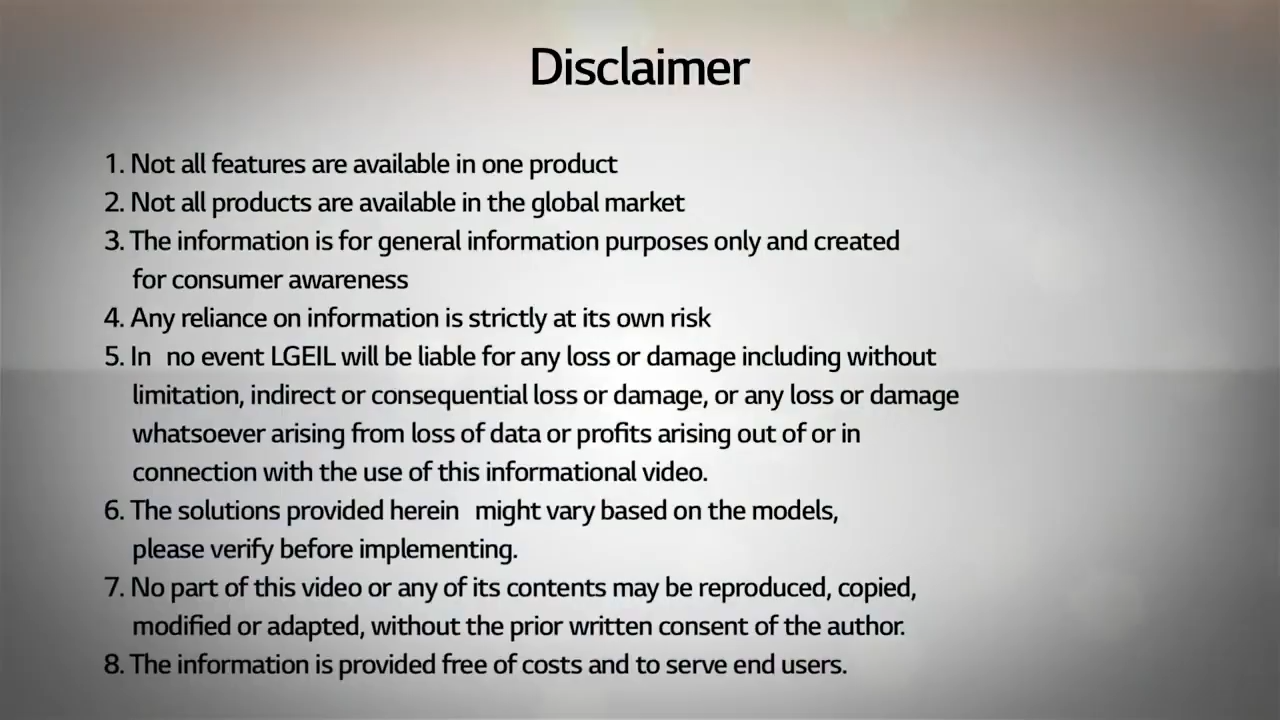 Disclaimer
1. Not all features are available in one product
2. Not all products are available in the global market
3. The information is for general information purposes only and created
for consumer awareness
4. Any reliance on information is strictly at its own risk
5. In no event LGEIL will be liable for any loss or damage including without
limitation, indirect or consequential loss or damage, or any loss or damage
whatsoever arising from loss of data or profits arising out of or in
connection with the use of this informational video.
6. The solutions provided herein might vary based on the models,
please verify before implementing.
7. No part of this video or any of its contents may be reproduced, copied,
modified or adapted, without the prior written consent of the author.
8. The information is provided free of costs and to serve end users.